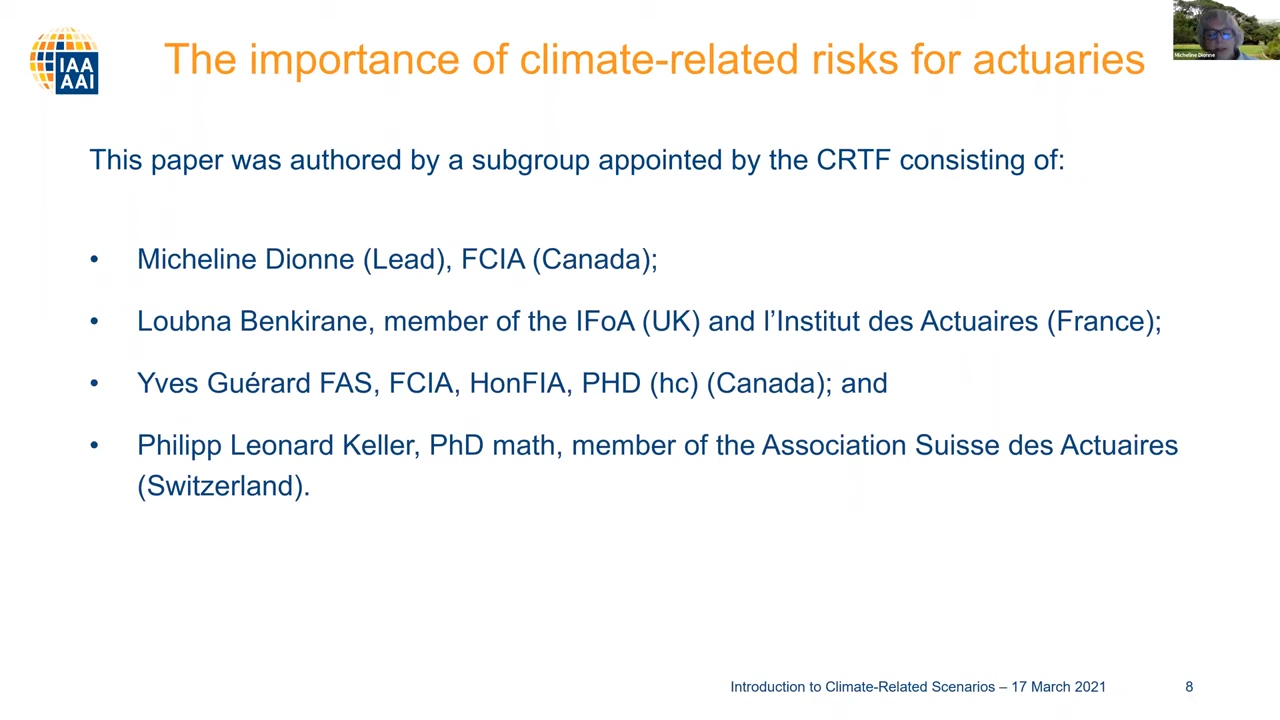 IAA
AAI
The importance of climate-related risks for actuaries
Micheline Dionne
This paper was authored by a subgroup appointed by the CRTF consisting of:
• Micheline Dionne (Lead), FCIA (Canada);
• Loubna Benkirane, member of the IFoA (UK) and l’Institut des Actuaires (France);
• Yves Guérard FAS, FCIA, HonFIA, PHD (hc) (Canada); and
• Philipp Leonard Keller, PhD math, member of the Association Suisse des Actuaires
(Switzerland).
Introduction to Climate-Related Scenarios – 17 March 2021
8